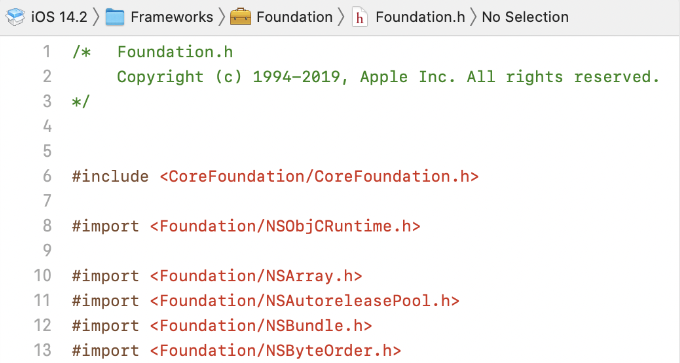 iOS 14.2 〉 Frameworks 〉 Foundation 〉 h Foundation.h 〉 No Selection
1 /*   Foundation.h
2      Copyright (c) 1994-2019, Apple Inc. All rights reserved.
3 */
4
5
6 #include <CoreFoundation/CoreFoundation.h>
7
8 #import <Foundation/NSObjCRuntime.h>
9
10 #import <Foundation/NSArray.h>
11 #import <Foundation/NSAutoreleasePool.h>
12 #import <Foundation/NSBundle.h>
13 #import <Foundation/NSByteOrder.h>